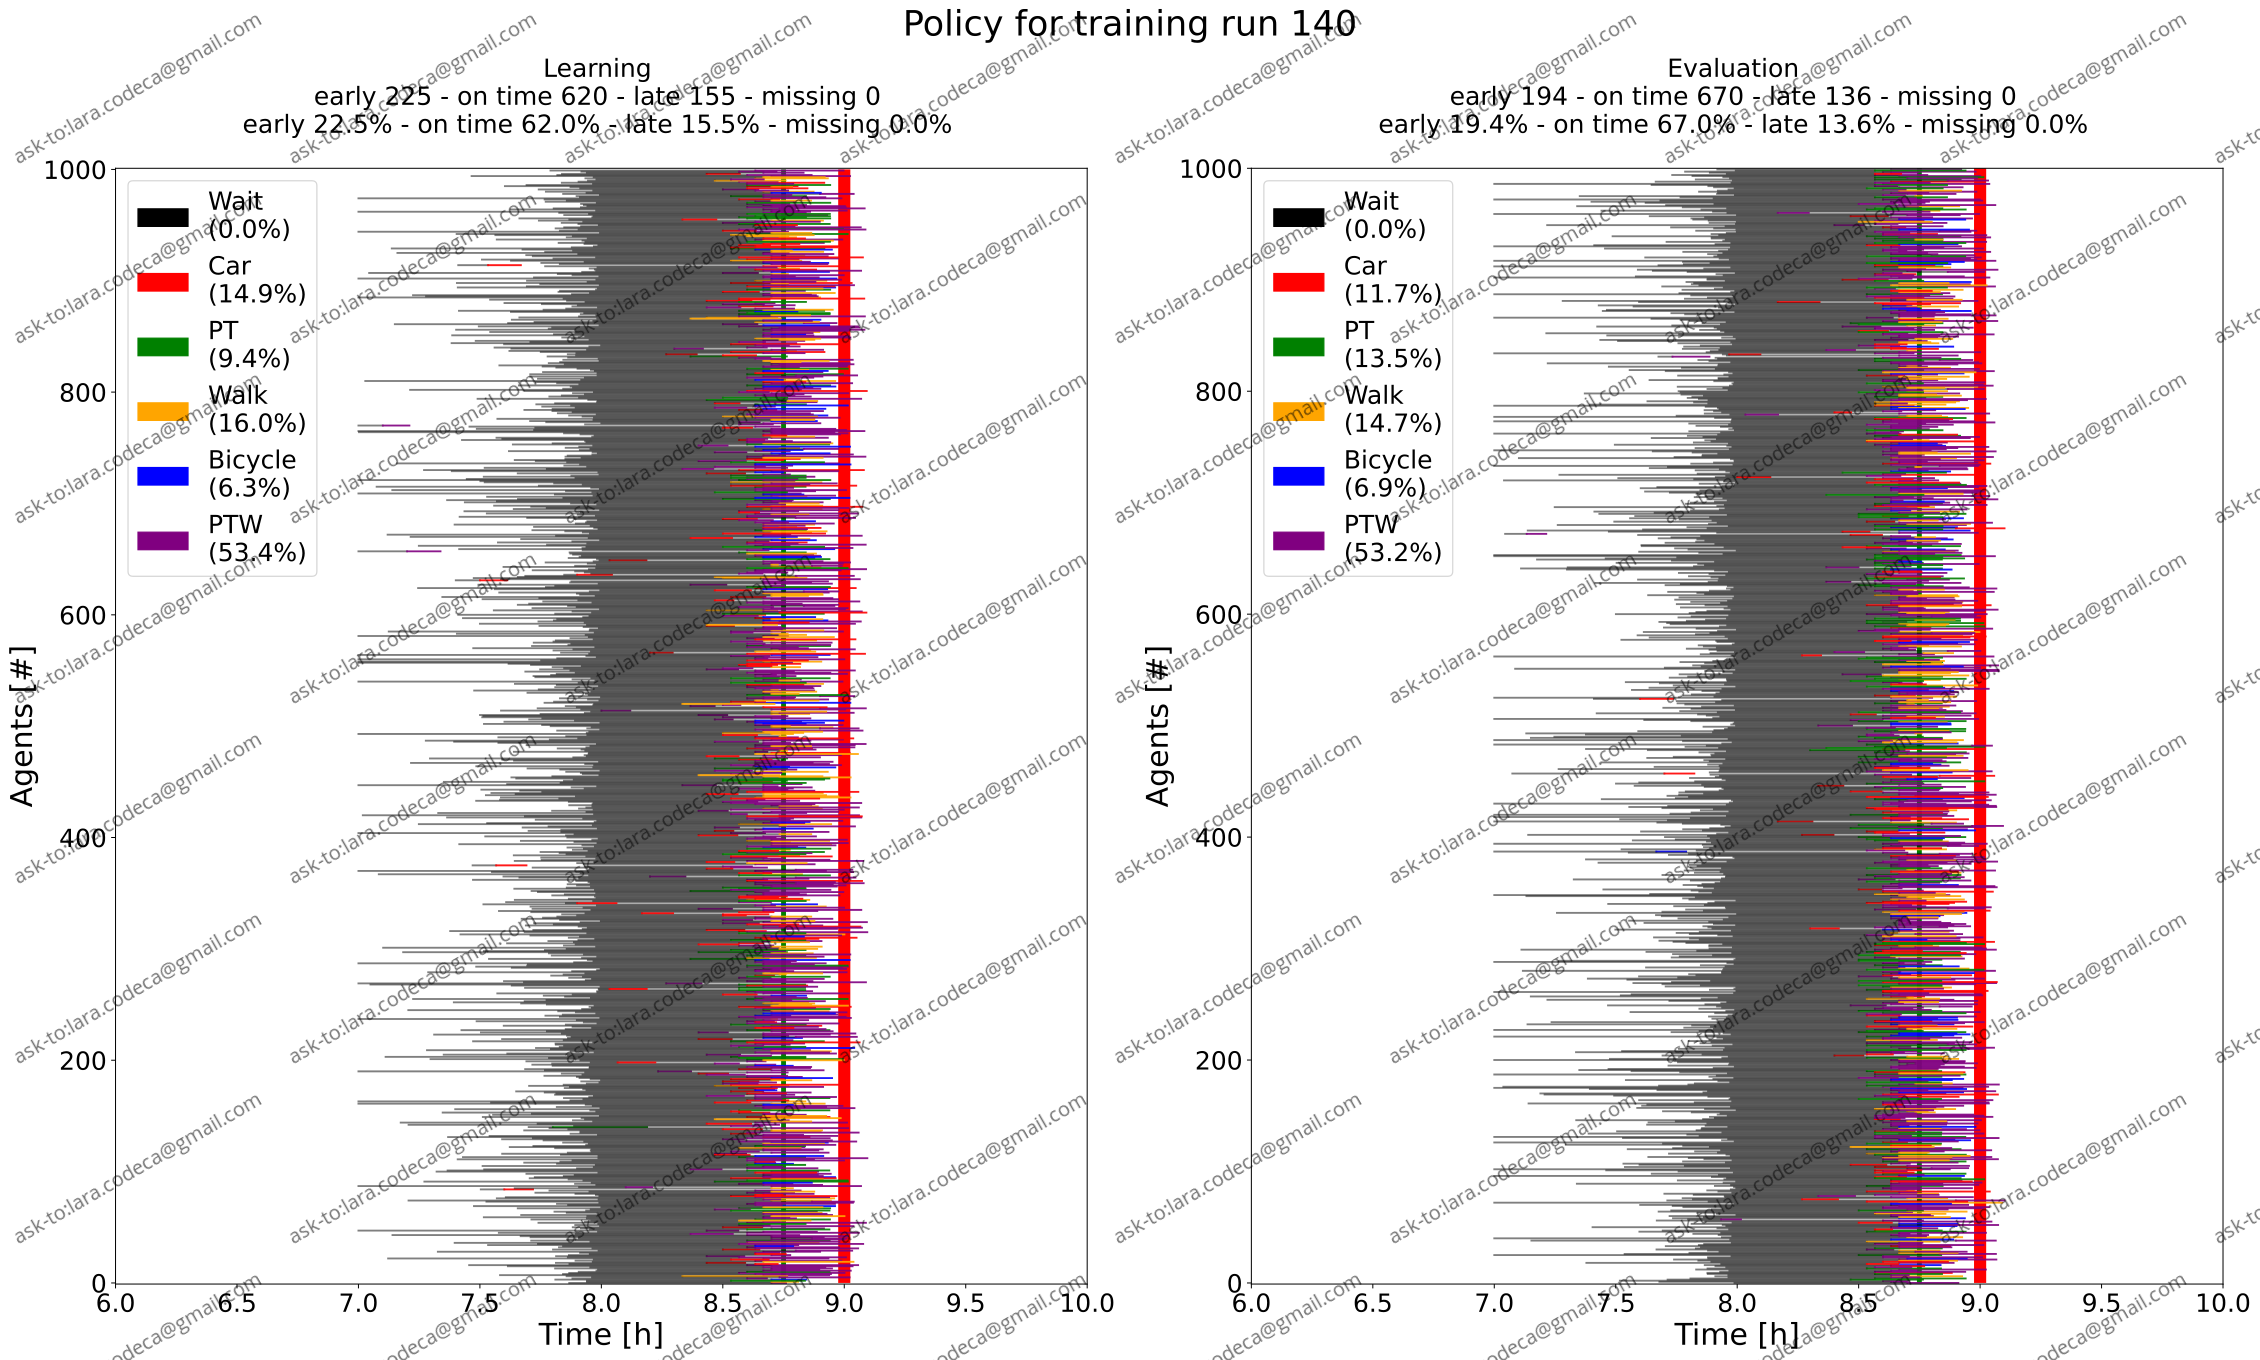 Policy for training run 140
Learning
early 225 - on time 620 - late 155 - missing 0
early 22.5% - on time 62.0% - late 15.5% - missing 0.0%
1000
800
600
400
200
0
Agents [#]
Wait
(0.0%)
Car
(14.9%)
PT
(9.4%)
Walk
(16.0%)
Bicycle
(6.3%)
PTW
(53.4%)
6.0 6.5 7.0 7.5 8.0 8.5 9.0 9.5 10.0
Time [h]
Evaluation
early 194 - on time 670 - late 136 - missing 0
early 19.4% - on time 67.0% - late 13.6% - missing 0.0%
1000
800
600
400
200
0
Agents [#]
Wait
(0.0%)
Car
(11.7%)
PT
(13.5%)
Walk
(14.7%)
Bicycle
(6.9%)
PTW
(53.2%)
6.0 6.5 7.0 7.5 8.0 8.5 9.0 9.5 10.0
Time [h]
ask-to:lara.codeca@gmail.com